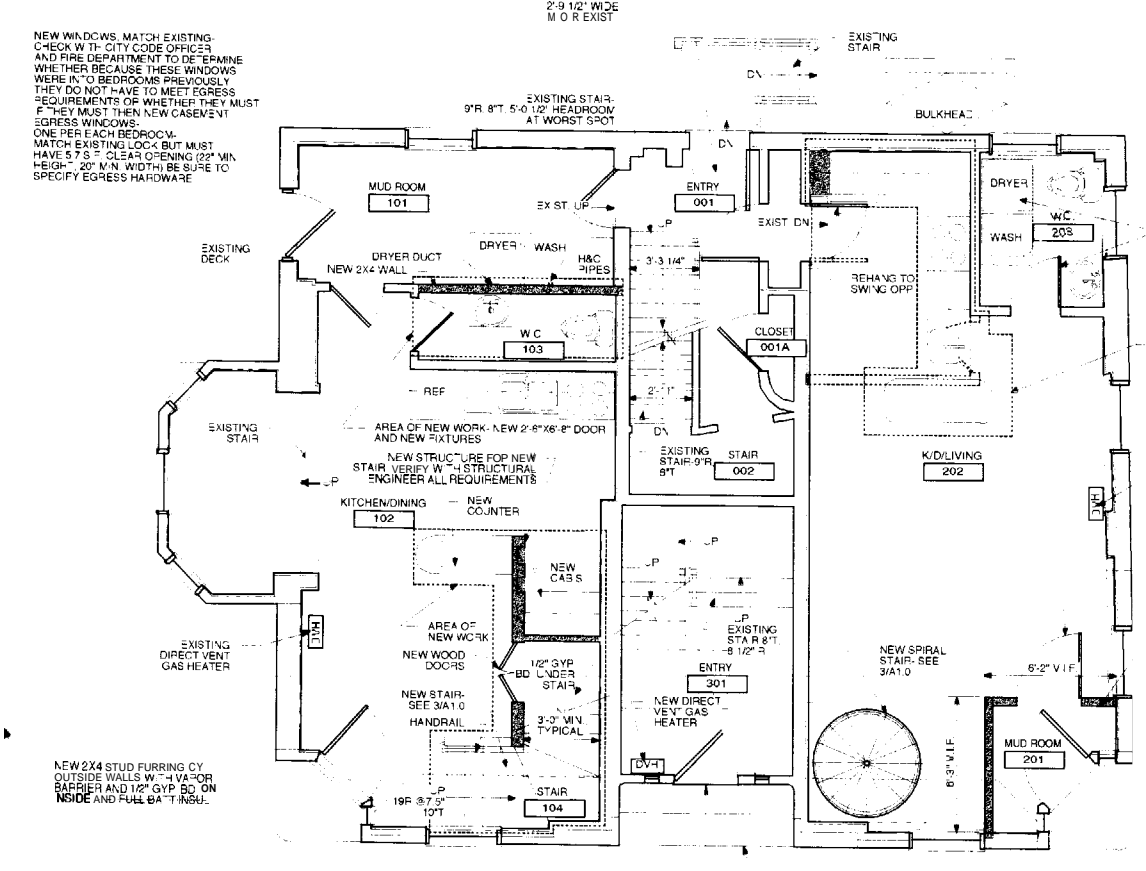 2'-9 1/2" WIDE
M O R EXIST
NEW WINDOWS, MATCH EXISTING-
CHECK WITH CITY CODE OFFICER
AND FIRE DEPARTMENT TO DETERMINE
WHETHER BECAUSE THESE WINDOWS
WERE INTO BEDROOMS PREVIOUSLY
THEY DO NOT HAVE TO MEET EGRESS
REQUIREMENTS OR WHETHER THEY MUST
IF THEY MUST THEN NEW CASEMENT
EGRESS WINDOWS-
ONE PER EACH BEDROOM-
MATCH EXISTING LOCK BUT MUST
HAVE 5.7 S.F. CLEAR OPENING (22" MIN
HEIGHT, 20" MIN. WIDTH) BE SURE TO
SPECIFY EGRESS HARDWARE
EXISTING
STAIR
DN
EXISTING STAIR-
9"R, 8"T, 5'-0 1/2' HEADROOM
AT WORST SPOT
BULKHEAD
DN
MUD ROOM
101
ENTRY
001
DRYER
W.C.
203
WASH
EXIST. UP
UP
EXIST DN
EXISTING
DECK
DRYER
WASH
DRYER DUCT
NEW 2X4 WALL
H&C
PIPES
3'-3 1/4"
REHANG TO
SWING OPP
W.C
103
CLOSET
001A
DN
REF
2'-11"
DN
EXISTING
STAIR
AREA OF NEW WORK- NEW 2'-6"X6'-8" DOOR
AND NEW FIXTURES
NEW STRUCTURE FOR NEW
STAIR VERIFY WITH STRUCTURAL
ENGINEER ALL REQUIREMENTS
EXISTING
STAIR-9"R,
8"T
STAIR
002
K/D/LIVING
202
UP
KITCHEN/DINING
102
NEW
COUNTER
HAC
UP
UP
NEW
CAB'S
UP
EXISTING
STAIR 8"T,
8 1/2" R
HAC
AREA OF
NEW WORK
EXISTING
DIRECT VENT
GAS HEATER
NEW WOOD
DOORS
1/2" GYP
BD UNDER
STAIR
ENTRY
301
NEW SPIRAL
STAIR- SEE
3/A1.0
6'-2" V.I.F.
NEW STAIR-
SEE 3/A1.0
HANDRAIL
3'-0" MIN.
TYPICAL
NEW DIRECT
VENT GAS
HEATER
DVH
6'-3" V.I.F.
MUD ROOM
201
NEW 2X4 STUD FURRING CY
OUTSIDE WALLS WITH VAPOR
BARRIER AND 1/2" GYP BD ON
INSIDE AND FULL BATT INSUL
UP
19R @7.5"
10"T
STAIR
104